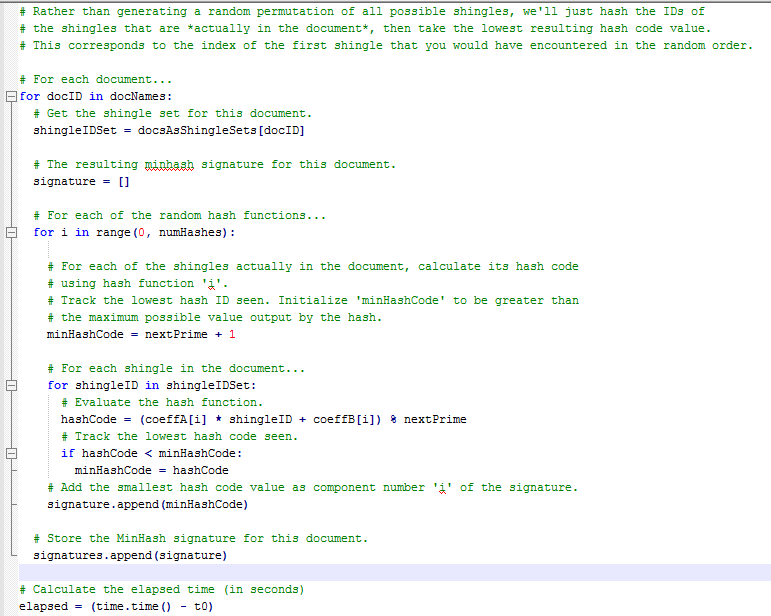 # Rather than generating a random permutation of all possible shingles, we'll just hash the IDs of
# the shingles that are *actually in the document*, then take the lowest resulting hash code value.
# This corresponds to the index of the first shingle that you would have encountered in the random order.

# For each document...
for docID in docNames:
  # Get the shingle set for this document.
  shingleIDSet = docsAsShingleSets[docID]

  # The resulting minhash signature for this document.
  signature = []

  # For each of the random hash functions...
  for i in range(0, numHashes):

    # For each of the shingles actually in the document, calculate its hash code
    # using hash function 'i'.
    # Track the lowest hash ID seen. Initialize 'minHashCode' to be greater than
    # the maximum possible value output by the hash.
    minHashCode = nextPrime + 1

    # For each shingle in the document...
    for shingleID in shingleIDSet:
      # Evaluate the hash function.
      hashCode = (coeffA[i] * shingleID + coeffB[i]) % nextPrime
      # Track the lowest hash code seen.
      if hashCode < minHashCode:
        minHashCode = hashCode
    # Add the smallest hash code value as component number 'i' of the signature.
    signature.append(minHashCode)

  # Store the MinHash signature for this document.
  signatures.append(signature)

# Calculate the elapsed time (in seconds)
elapsed = (time.time() - t0)